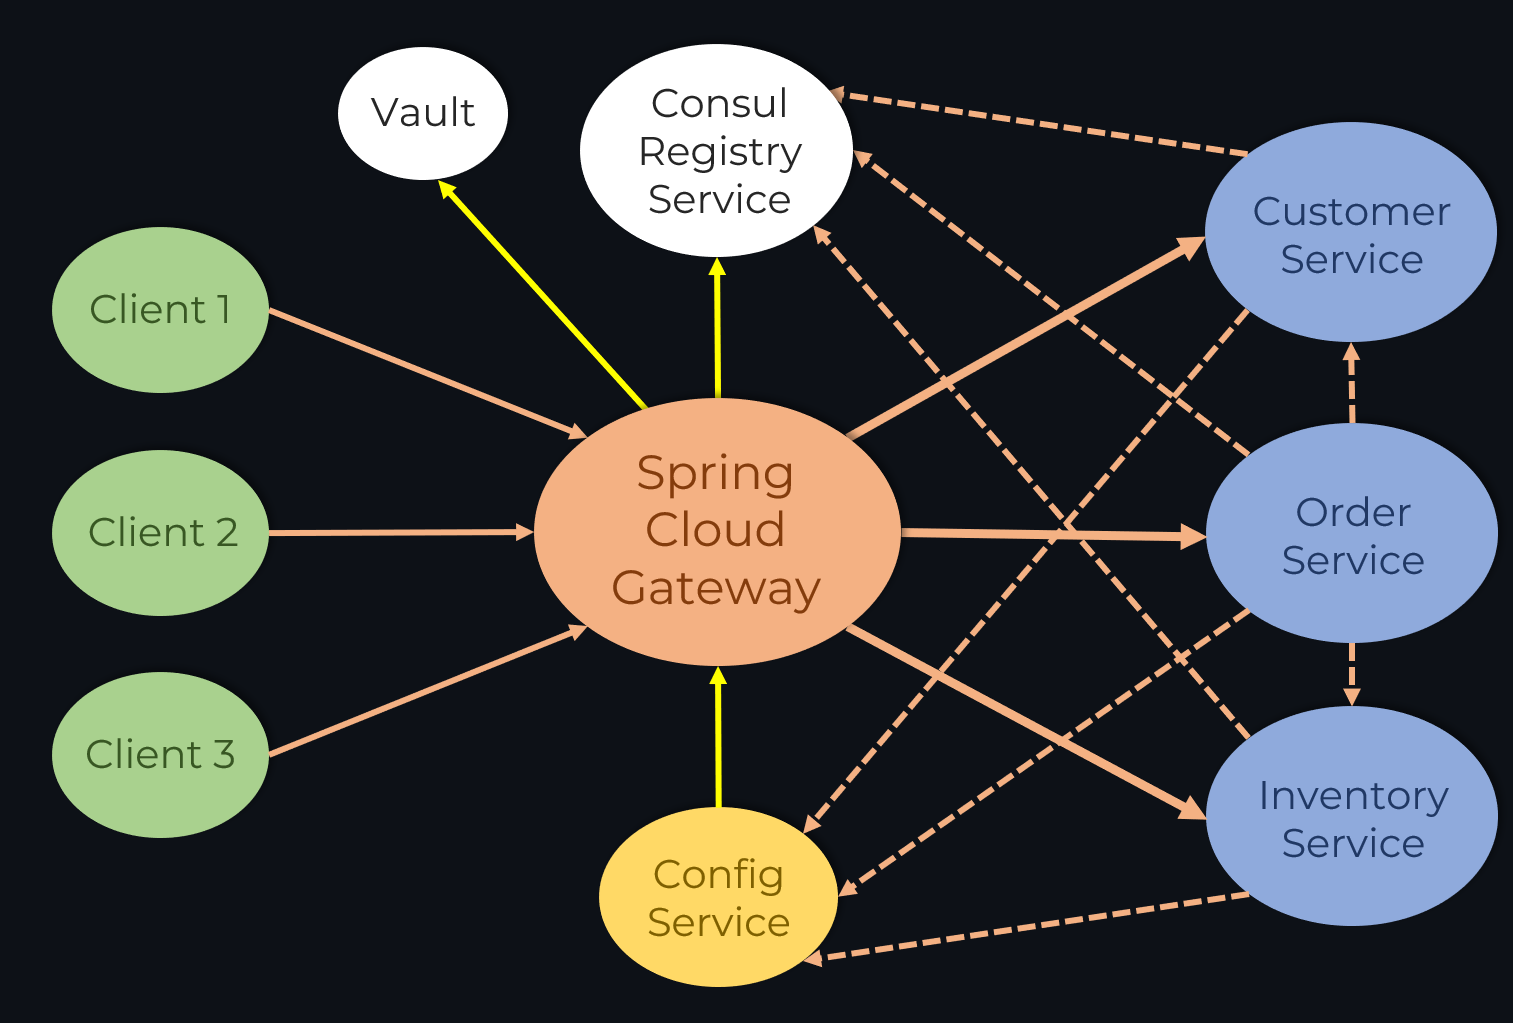 Vault
Consul
Registry
Service
Customer
Service
Client 1
Spring
Cloud
Gateway
Client 2
Order
Service
Client 3
Inventory
Service
Config
Service